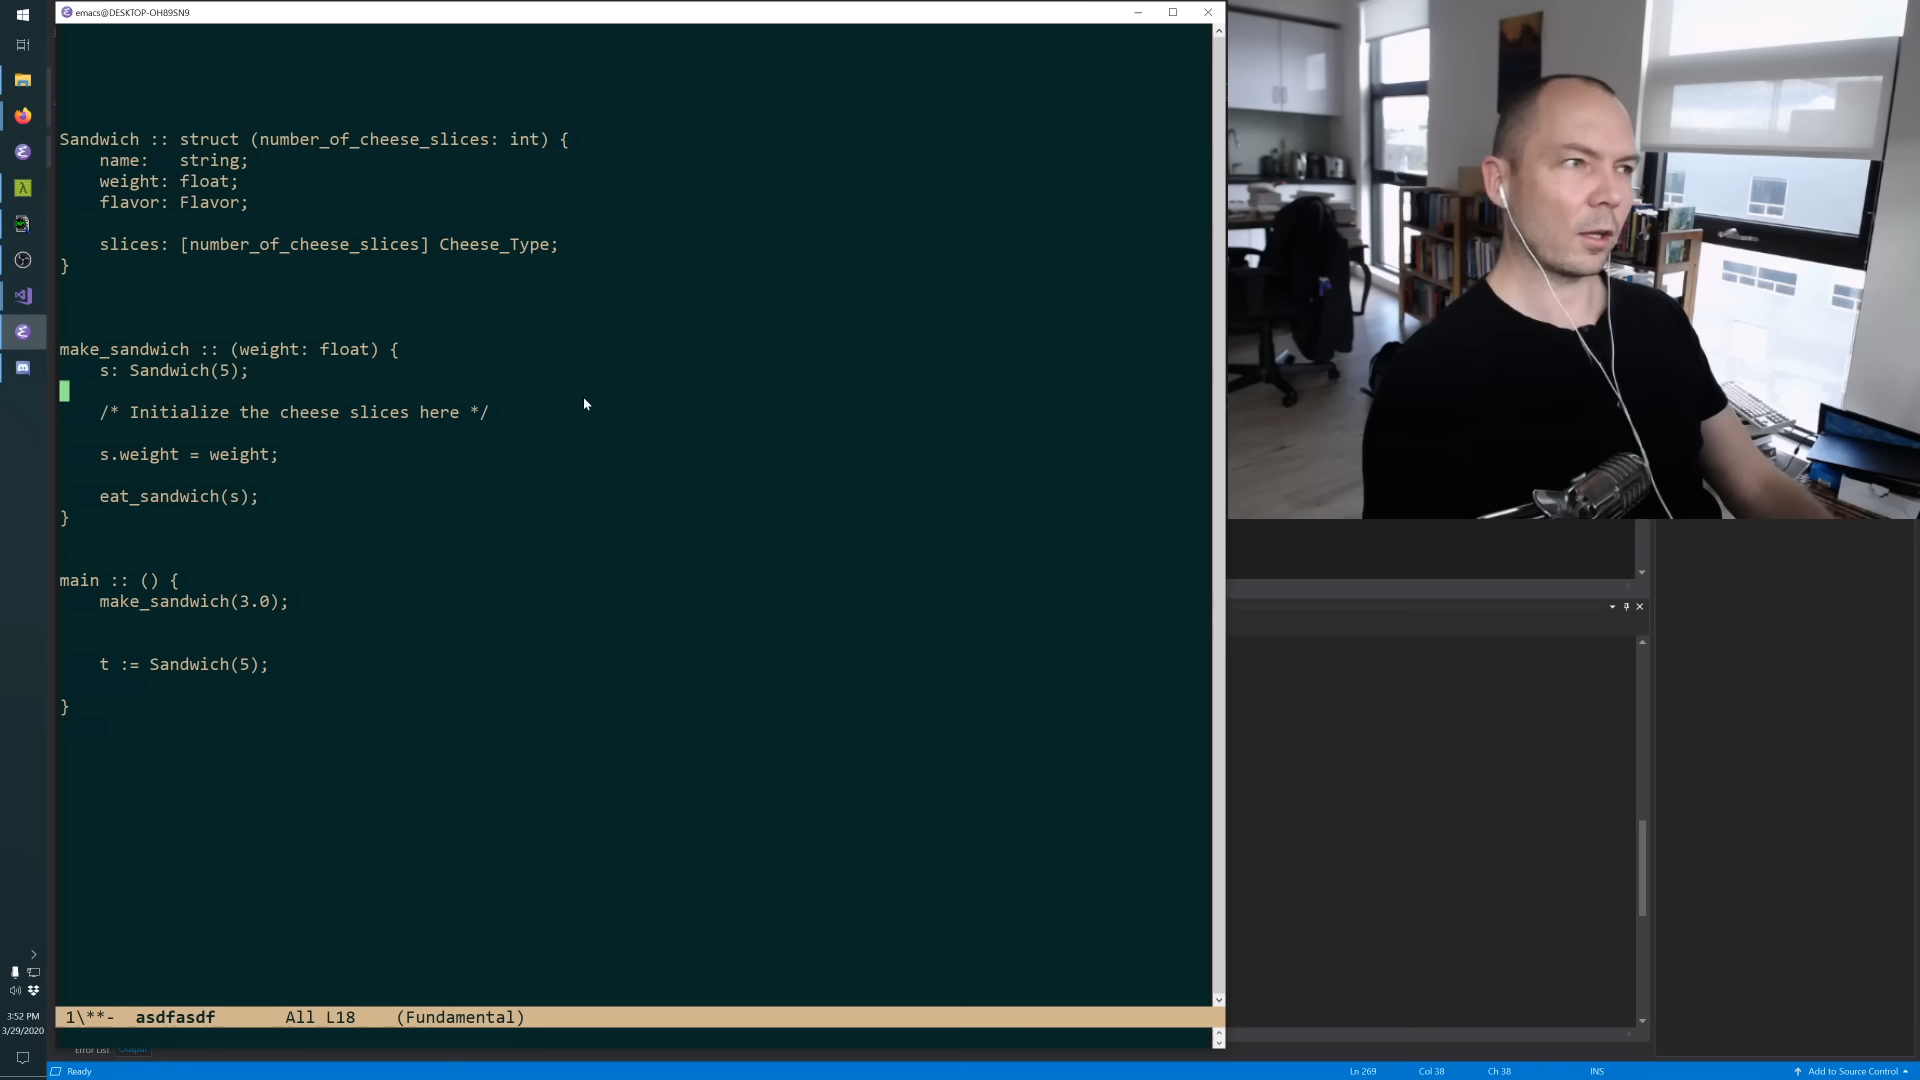 emacs@DESKTOP-OH89SN9
Sandwich :: struct (number_of_cheese_slices: int) {
name:   string;
weight: float;
flavor: Flavor;
slices: [number_of_cheese_slices] Cheese_Type;
}
make_sandwich :: (weight: float) {
s: Sandwich(5);
/* Initialize the cheese slices here */
s.weight = weight;
eat_sandwich(s);
}
main :: () {
make_sandwich(3.0);
t := Sandwich(5);
}
1\**-  asdfasdf       All L18    (Fundamental)
3:52 PM
3/29/2020
Error List   Output
Ready   Ln 269   Col 38   Ch 38   INS   Add to Source Control